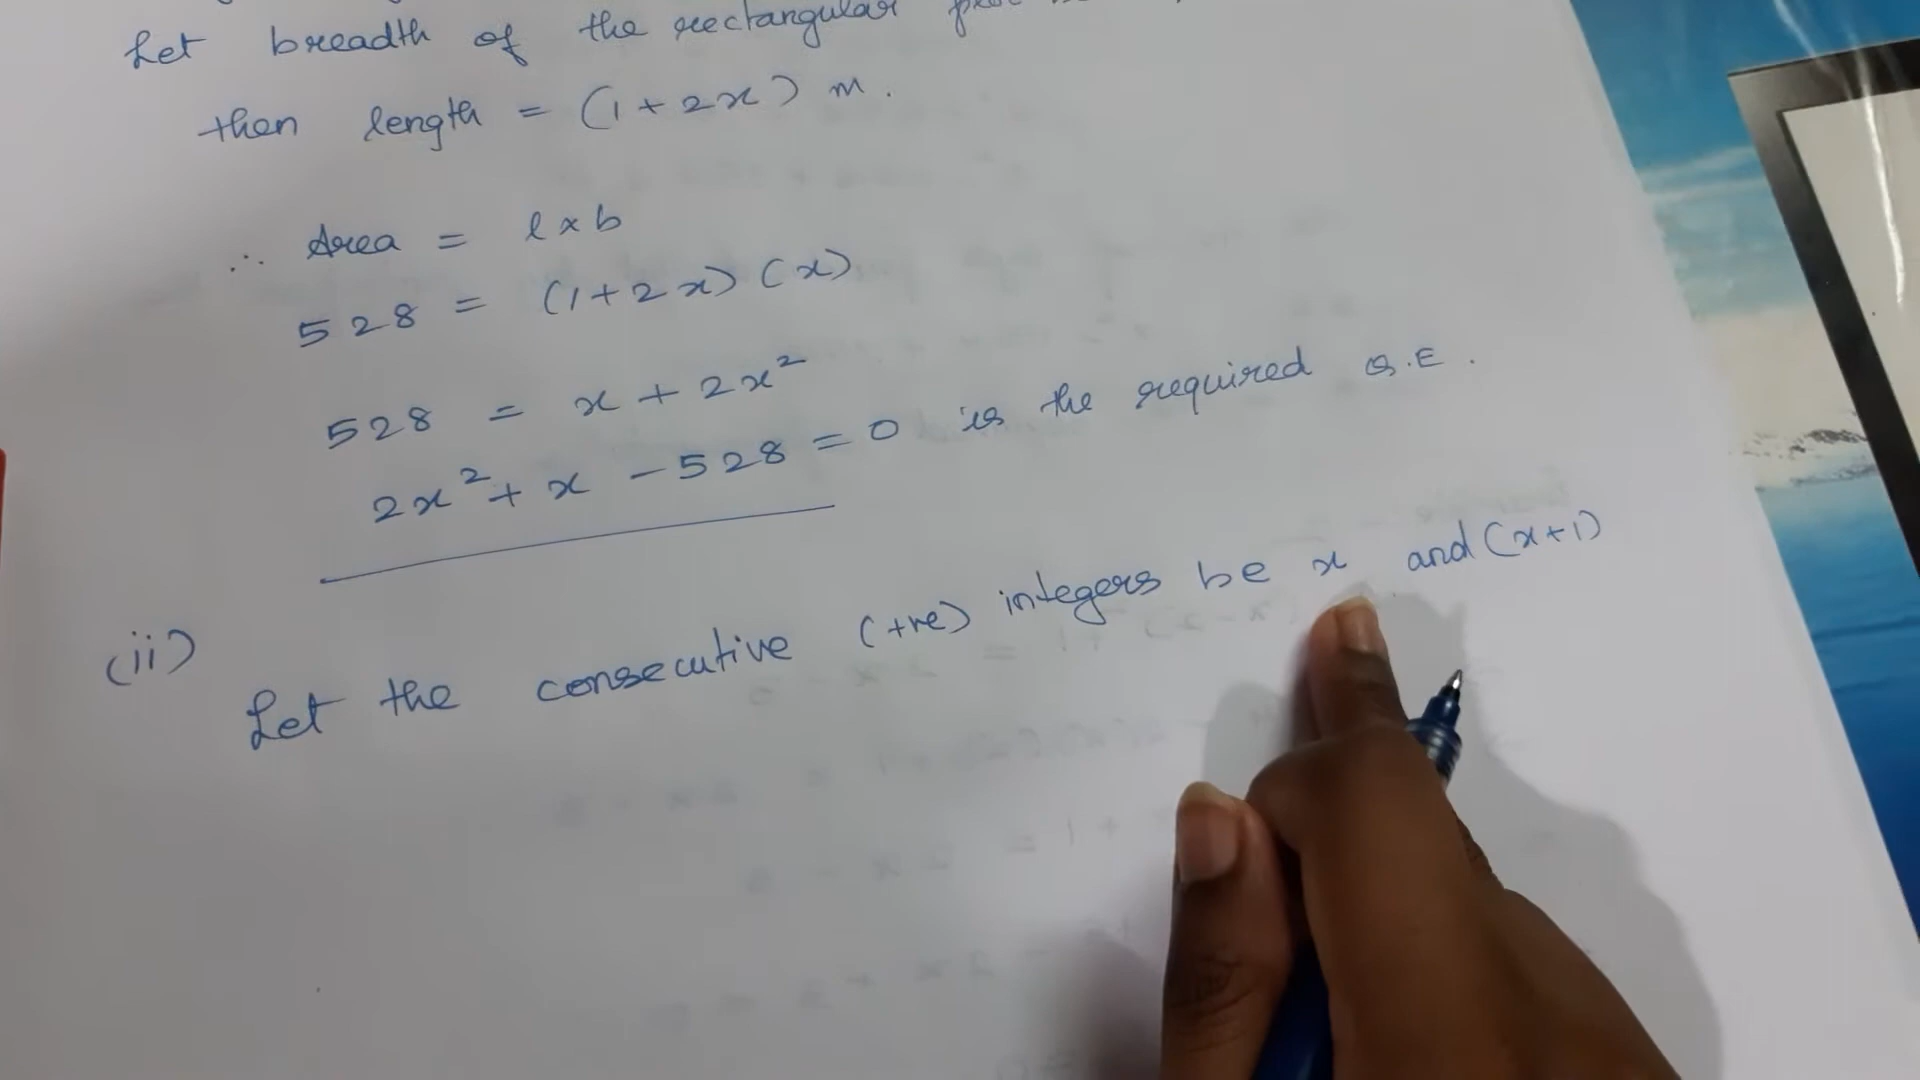 Let breadth of the rectangular
then length = (1 + 2x) m.
∴ Area = l × b
528 = (1+2x) (x)
528 = x + 2x²
2x² + x - 528 = 0 is the required Q.E.
(ii)
Let the consecutive (+ve) integers be x and (x+1)